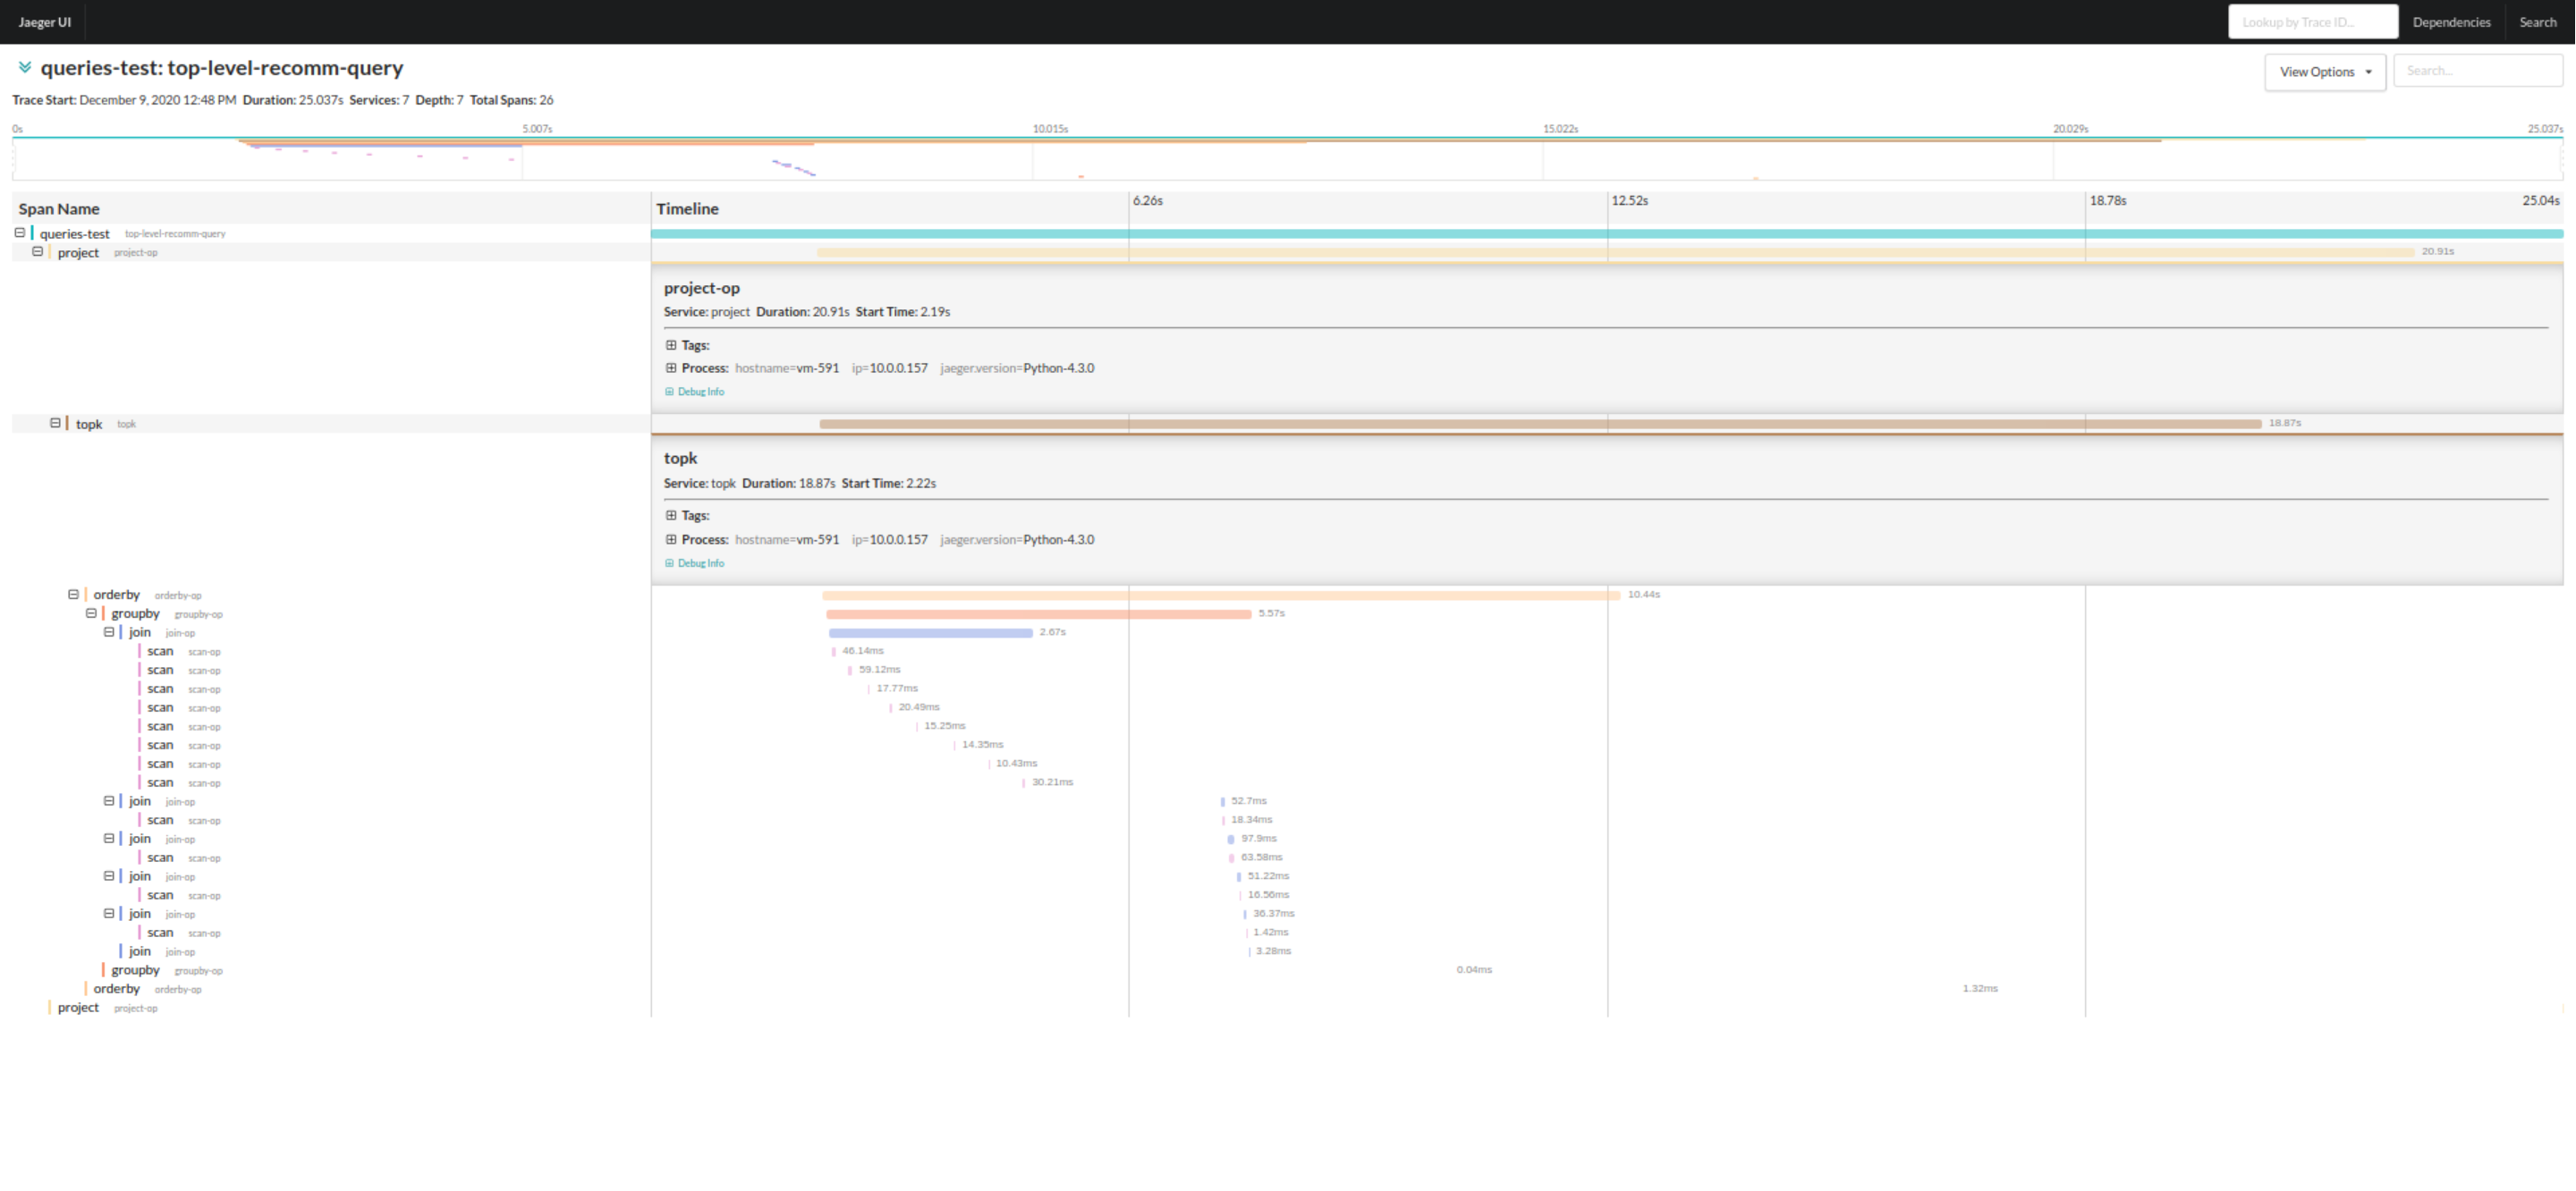 Jaeger UI Lookup by Trace ID... Dependencies Search
queries-test: top-level-recomm-query View Options Search...
Trace Start: December 9, 2020 12:48 PM Duration: 25.037s Services: 7 Depth: 7 Total Spans: 26
0s 5.007s 10.015s 15.022s 20.029s 25.037s
Span Name Timeline 6.26s 12.52s 18.78s 25.04s
queries-test top-level-recomm-query
project project-op 20.91s
project-op
Service: project Duration: 20.91s Start Time: 2.19s
Tags:
Process: hostname=vm-591 ip=10.0.0.157 jaeger.version=Python-4.3.0
Debug Info
topk topk 18.87s
topk
Service: topk Duration: 18.87s Start Time: 2.22s
Tags:
Process: hostname=vm-591 ip=10.0.0.157 jaeger.version=Python-4.3.0
Debug Info
orderby orderby-op 10.44s
groupby groupby-op 5.57s
join join-op 2.67s
scan scan-op 46.14ms
scan scan-op 59.12ms
scan scan-op 17.77ms
scan scan-op 20.49ms
scan scan-op 15.25ms
scan scan-op 14.35ms
scan scan-op 10.43ms
scan scan-op 30.21ms
join join-op 52.7ms
scan scan-op 18.34ms
join join-op 97.9ms
scan scan-op 63.58ms
join join-op 51.22ms
scan scan-op 16.56ms
join join-op 36.37ms
scan scan-op 1.42ms
join join-op 3.28ms
groupby groupby-op 0.04ms
orderby orderby-op 1.32ms
project project-op